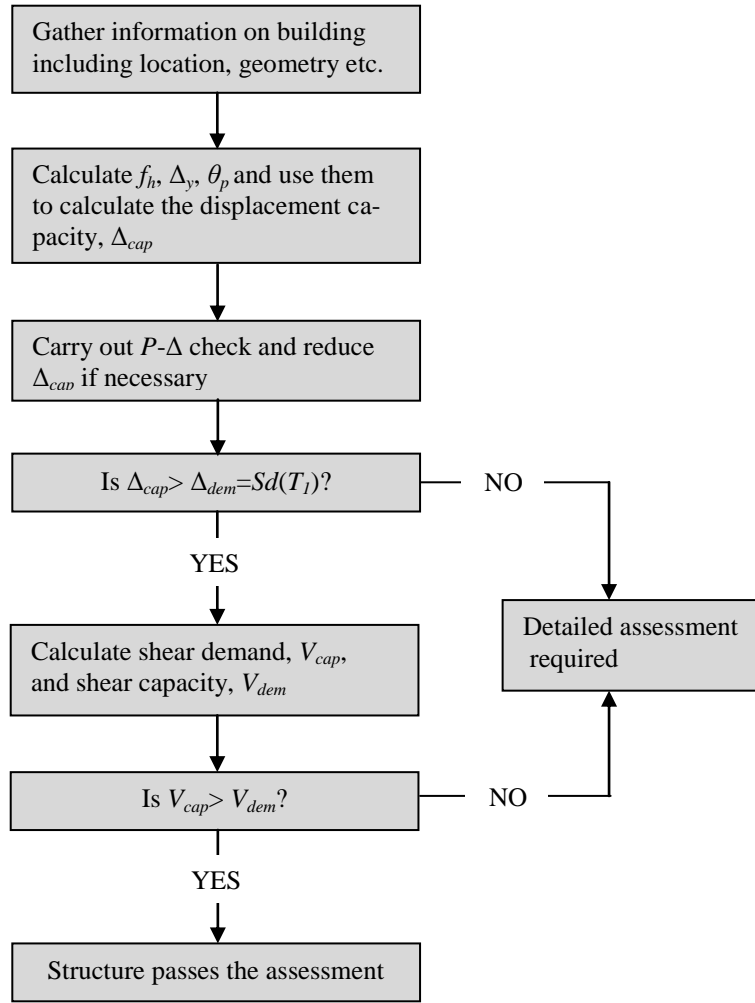 Gather information on building
including location, geometry etc.
Calculate f_h, Δ_y, θ_p and use them
to calculate the displacement ca-
pacity, Δ_cap
Carry out P-Δ check and reduce
Δ_cap if necessary
Is Δ_cap> Δ_dem=Sd(T_1)?
NO
YES
Detailed assessment
required
Calculate shear demand, V_cap,
and shear capacity, V_dem
Is V_cap> V_dem?
NO
YES
Structure passes the assessment